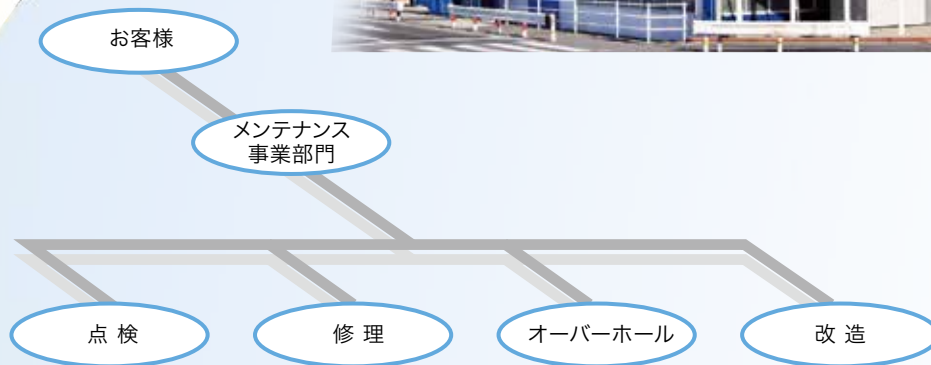 お客様
メンテナンス
事業部門
点 検
修 理
オーバーホール
改 造